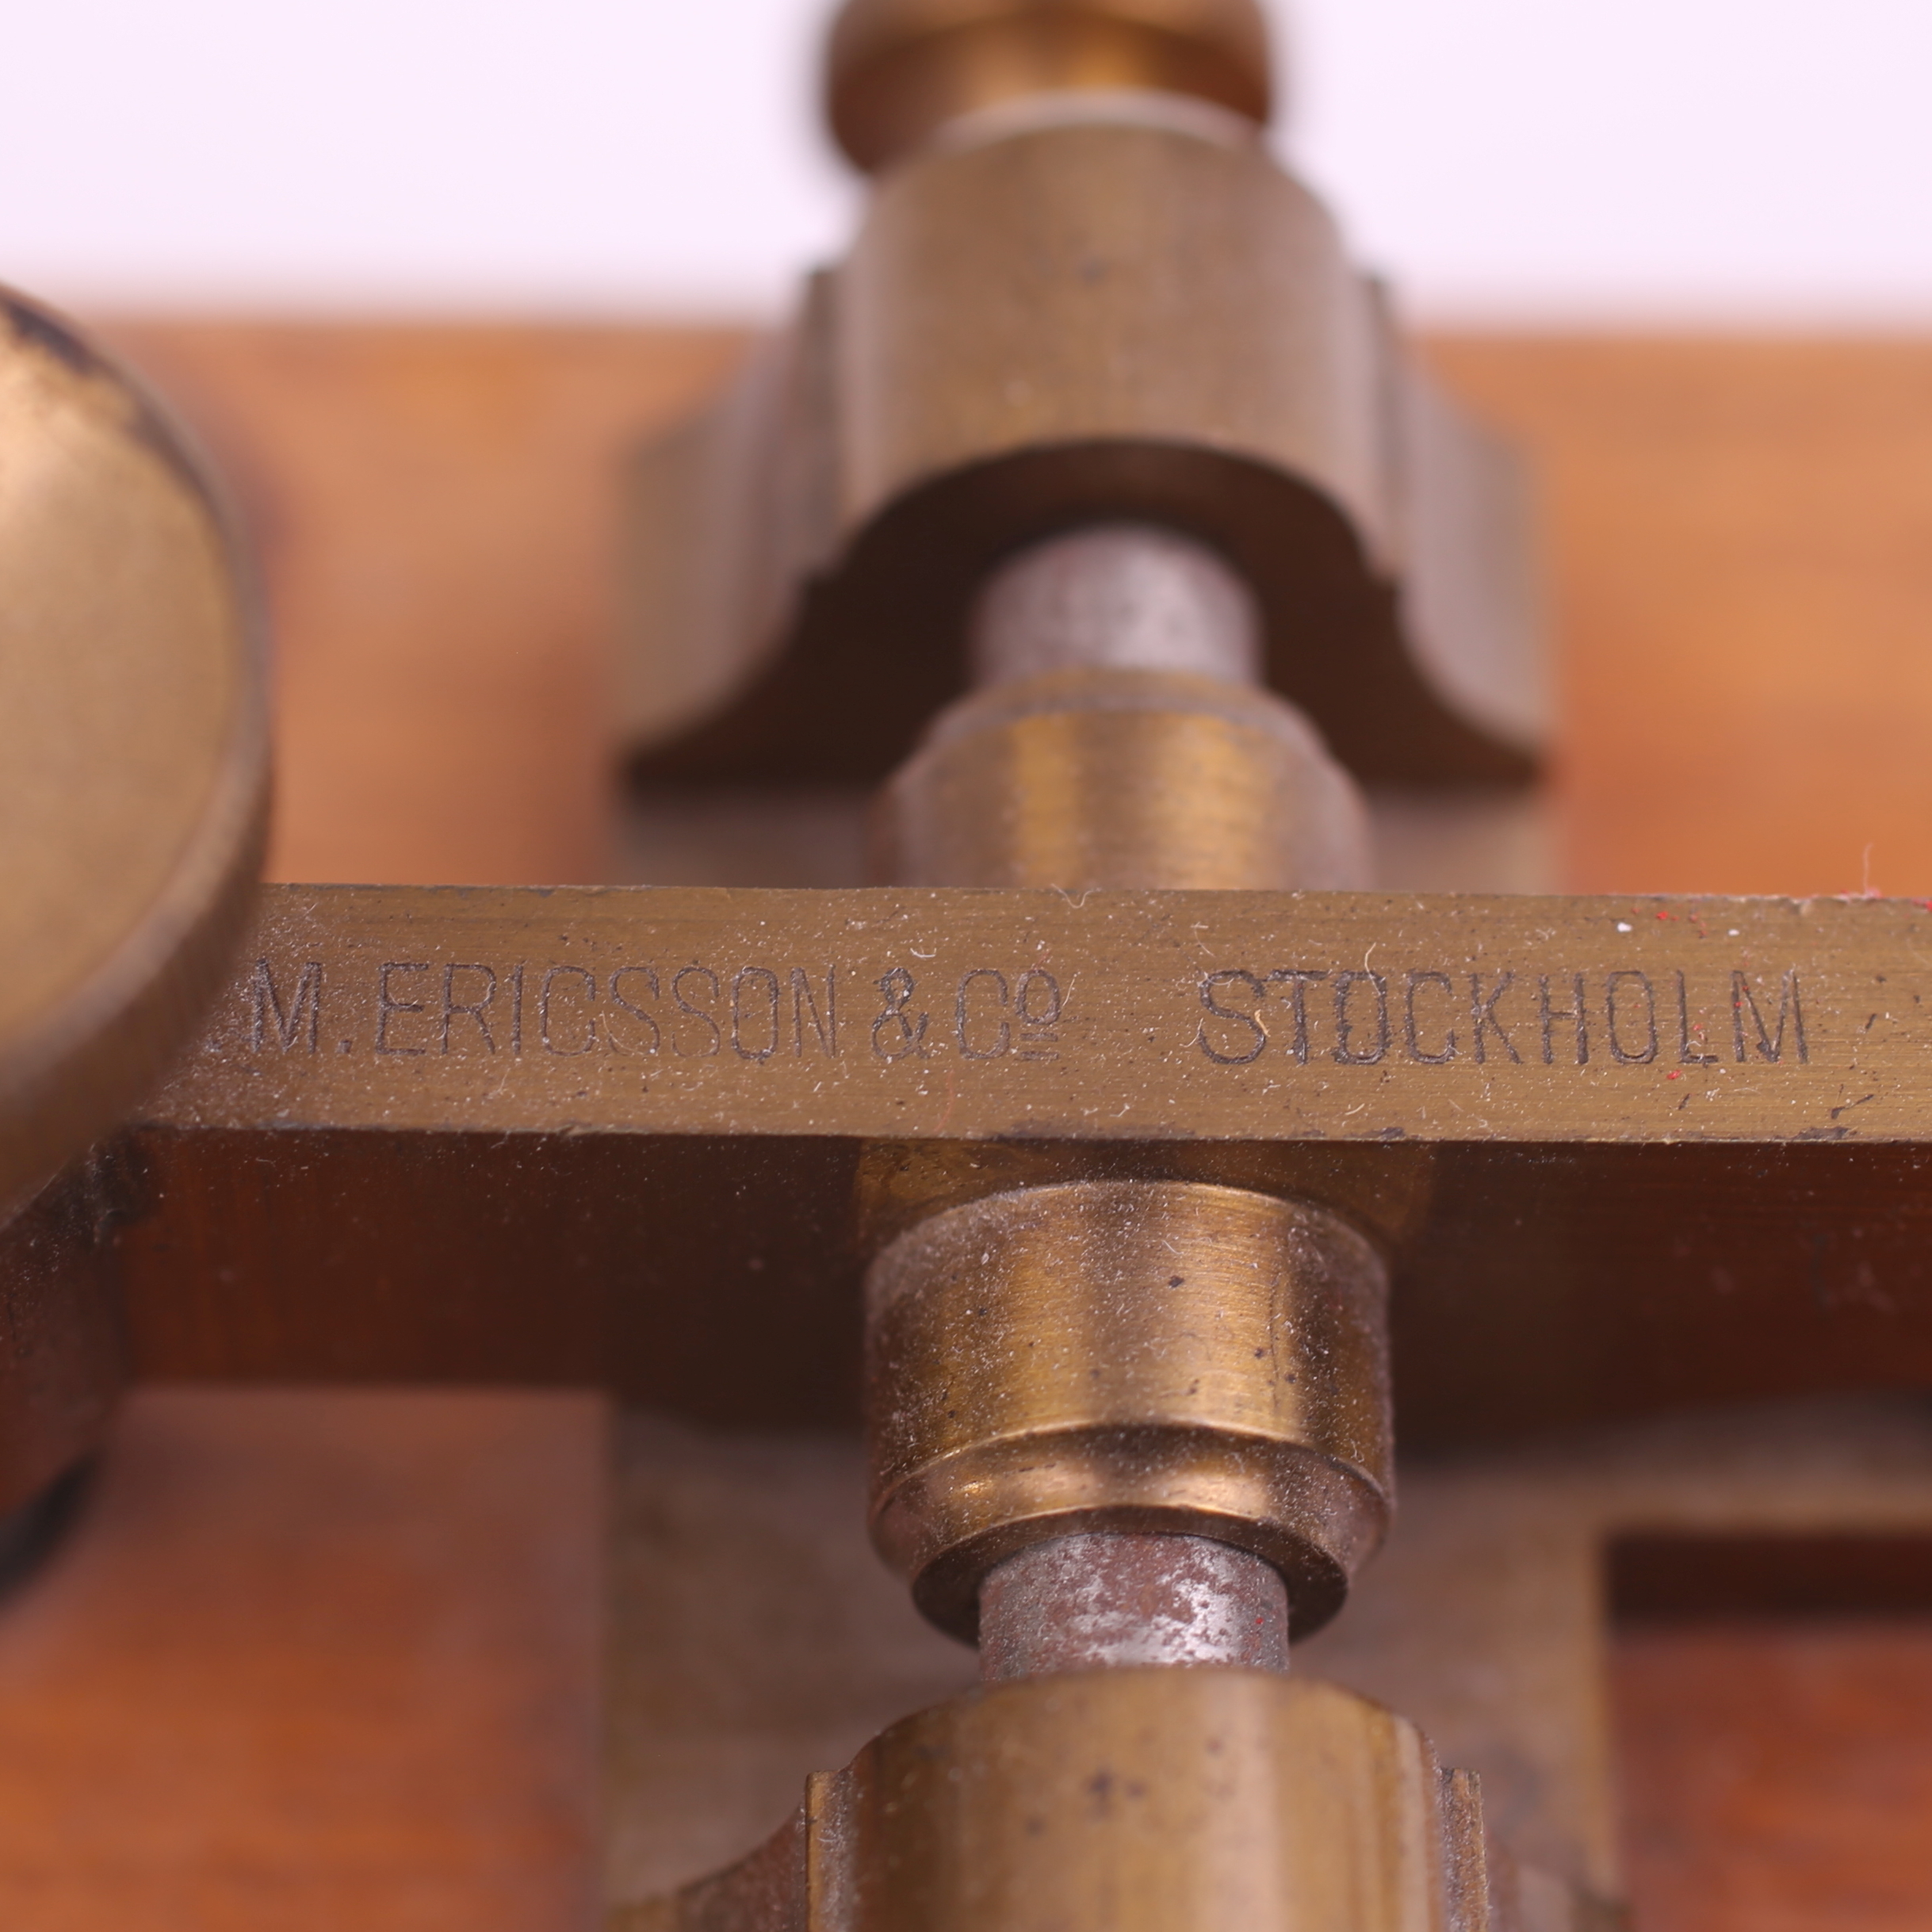 .M.ERICSSON & Cº STOCKHOLM